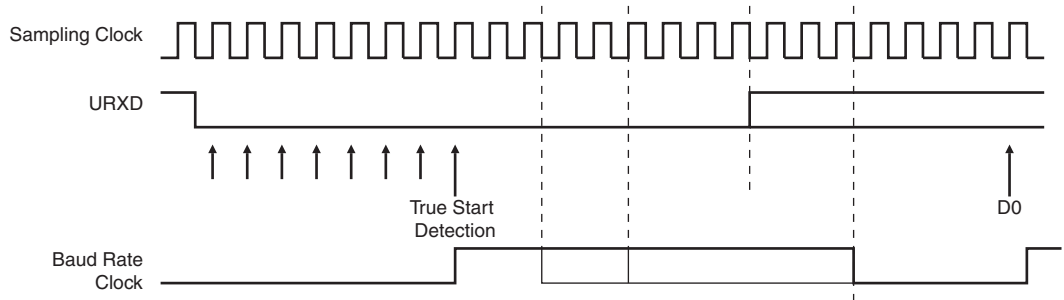 Sampling Clock
URXD
True Start
Detection
D0
Baud Rate
Clock